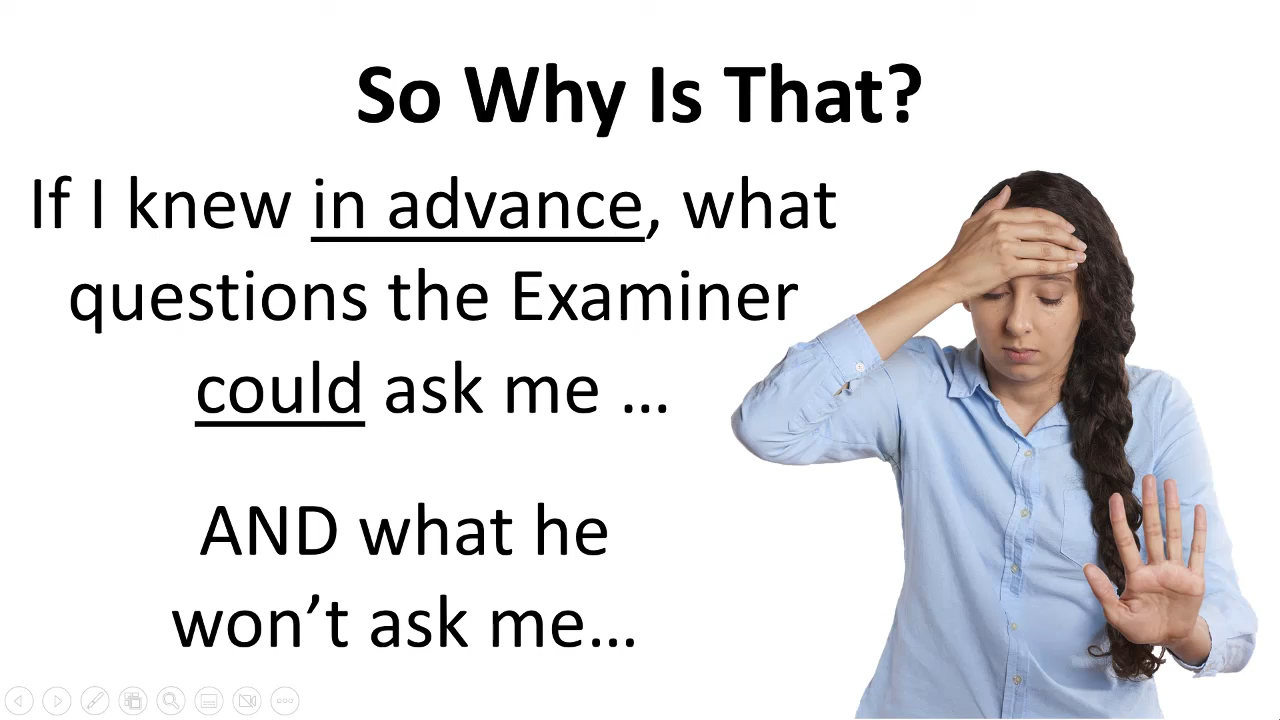 So Why Is That?
If I knew in advance, what
questions the Examiner
could ask me ...
AND what he
won’t ask me...